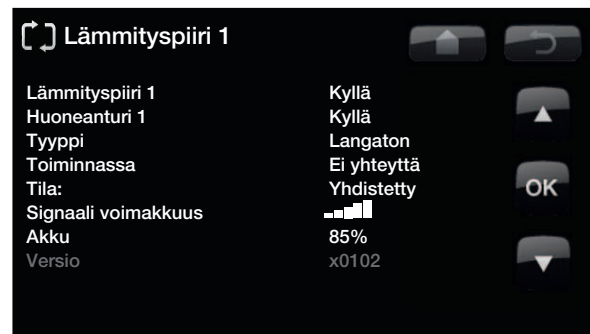 Lämmityspiiri 1
Lämmityspiiri 1 Kyllä
Huoneanturi 1 Kyllä
Tyyppi Langaton
Toiminnassa Ei yhteyttä
Tila: Yhdistetty
OK
Signaali voimakkuus
Akku 85%
Versio x0102